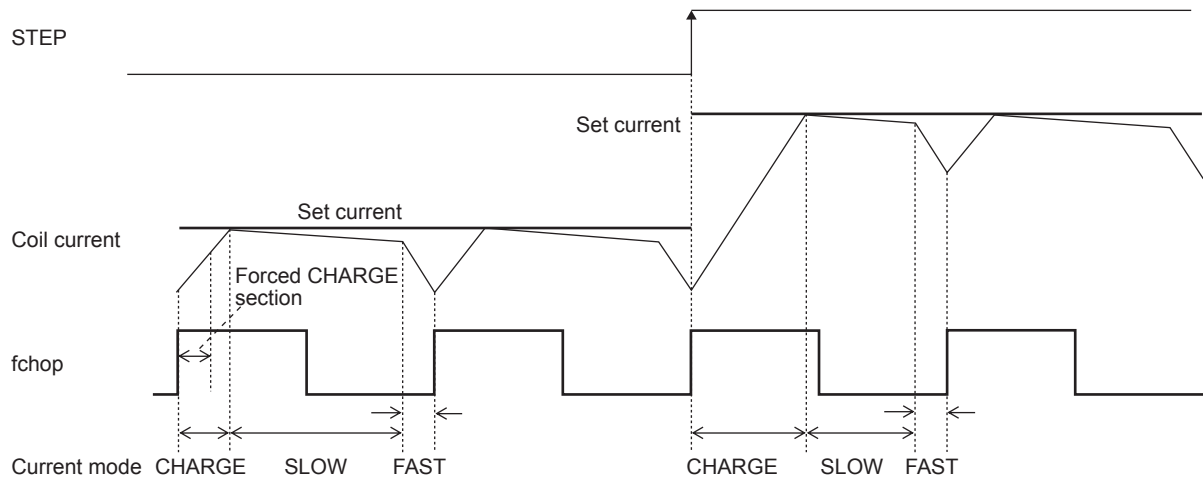 STEP
Set current
Set current
Coil current
Forced CHARGE
section
fchop
Current mode CHARGE SLOW FAST CHARGE SLOW FAST